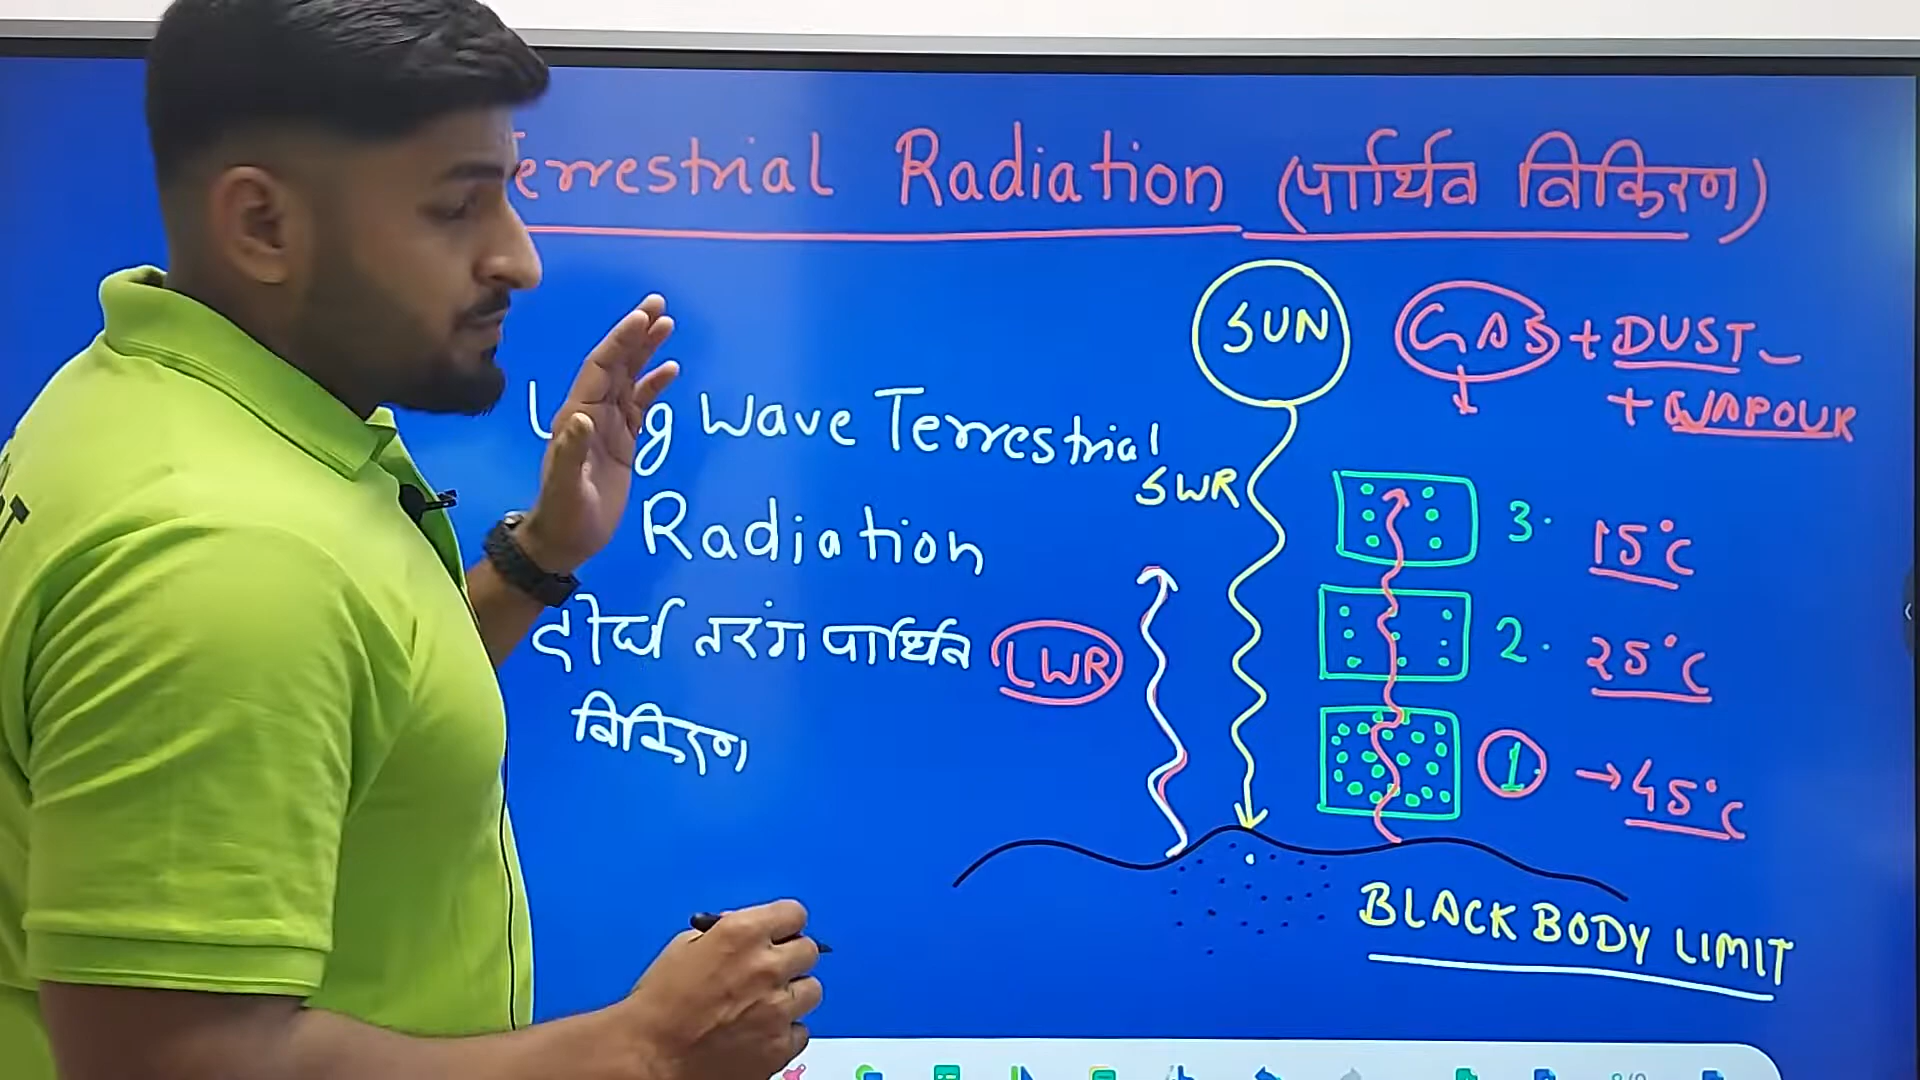 Terrestrial Radiation (पार्थिव विकिरण)
SUN
GAS + DUST
+ W.VAPOUR
Wave Terrestrial
SWR
Radiation
3. 15°C
दीर्घ तरंग पार्थिव
LWR
2. 25°C
विकिरण
1 → 45°C
BLACK BODY LIMIT